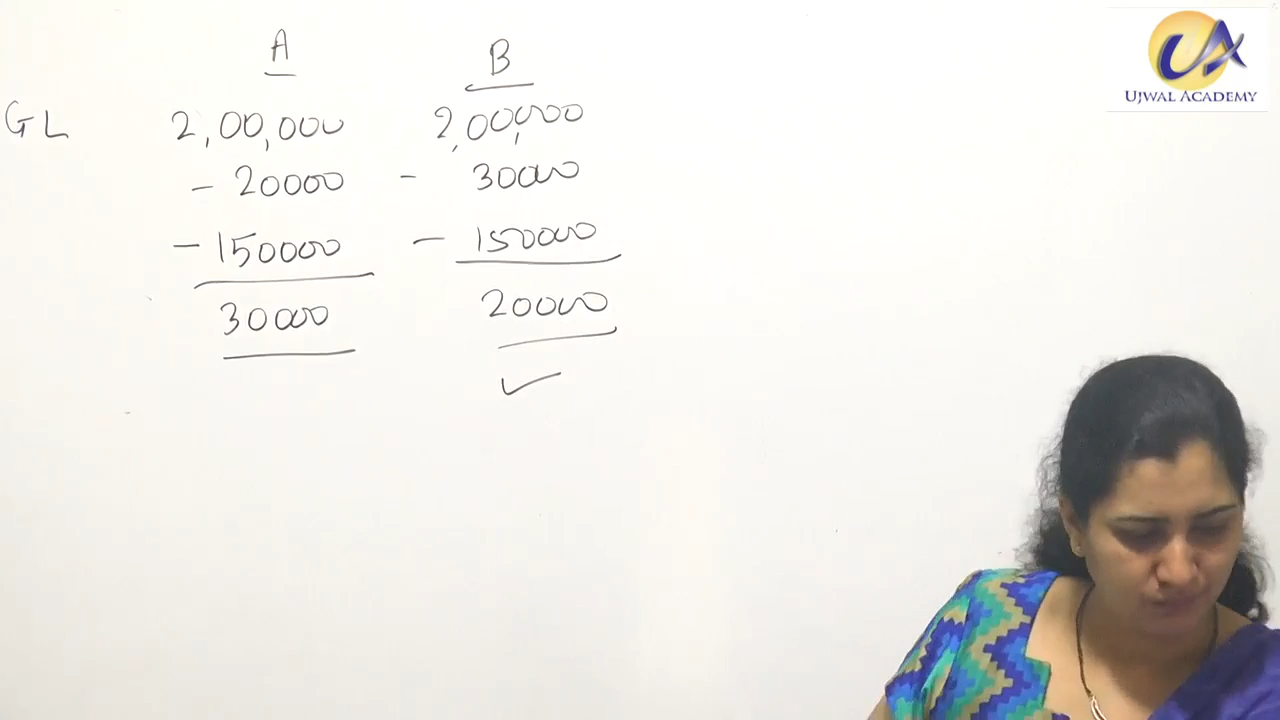 A B
GL 2,00,000 2,00,000
- 20000 - 30000
- 150000 - 150000
30000 20000
UJWAL ACADEMY